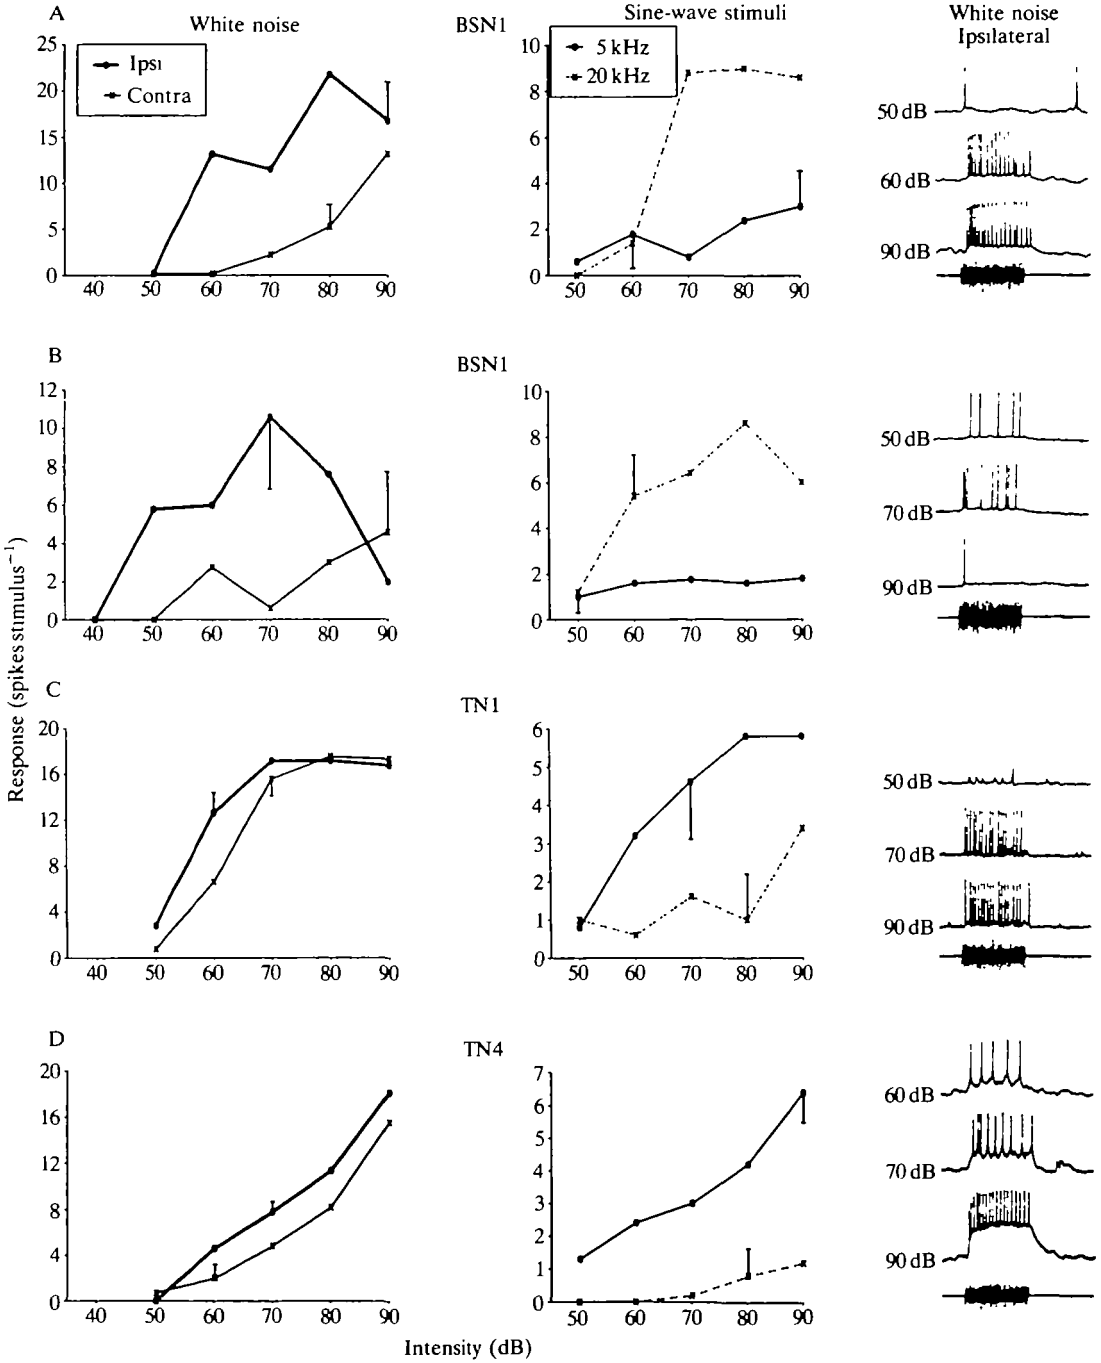 A
White noise
BSN1
Sine-wave stimuli
White noise
Ipsilateral
Ipsi
Contra
5 kHz
20 kHz
25
20
15
10
5
0
40 50 60 70 80 90
10
8
6
4
2
0
50 60 70 80 90
50 dB
60 dB
90 dB
B
BSN1
12
10
8
6
4
2
0
40 50 60 70 80 90
10
8
6
4
2
0
50 60 70 80 90
50 dB
70 dB
90 dB
Response (spikes stimulus−1)
C
TN1
20
16
12
8
4
0
40 50 60 70 80 90
6
5
4
3
2
1
0
50 60 70 80 90
50 dB
70 dB
90 dB
D
TN4
20
16
12
8
4
0
40 50 60 70 80 90
7
6
5
4
3
2
1
0
50 60 70 80 90
60 dB
70 dB
90 dB
Intensity (dB)